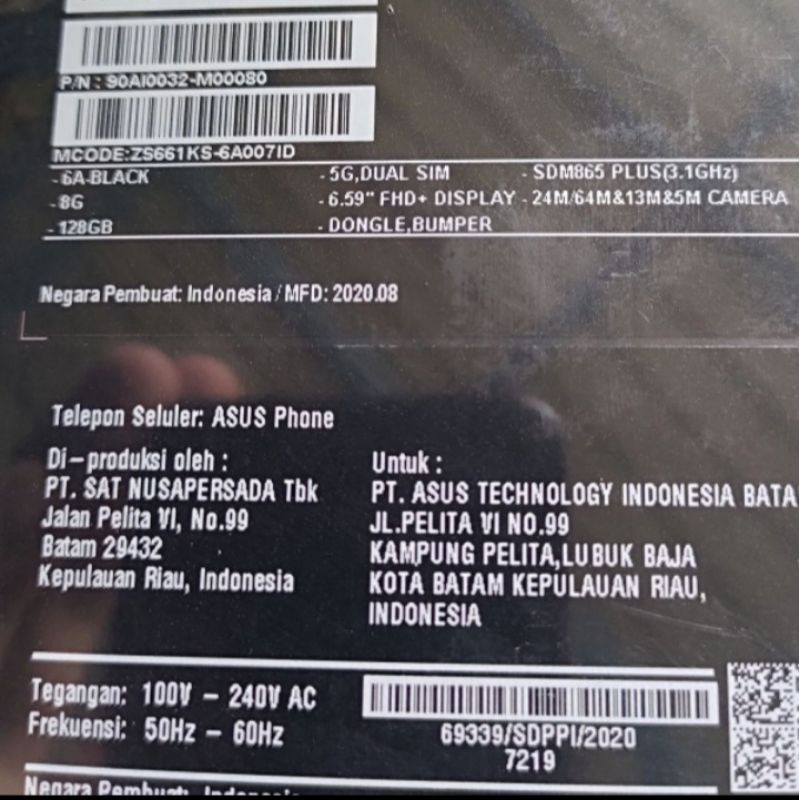 P/N : 90AI0032-M00080
MCODE:ZS661KS-6A007ID
- 6A-BLACK - 5G,DUAL SIM - SDM865 PLUS(3.1GHz)
- 8G - 6.59" FHD+ DISPLAY - 24M/64M&13M&5M CAMERA
- 128GB - DONGLE,BUMPER
Negara Pembuat: Indonesia / MFD: 2020.08
Telepon Seluler: ASUS Phone
Di-produksi oleh :
PT. SAT NUSAPERSADA Tbk
Jalan Pelita VI, No.99
Batam 29432
Kepulauan Riau, Indonesia
Untuk :
PT. ASUS TECHNOLOGY INDONESIA BATA
JL.PELITA VI NO.99
KAMPUNG PELITA,LUBUK BAJA
KOTA BATAM KEPULAUAN RIAU,
INDONESIA
Tegangan: 100V - 240V AC
Frekuensi: 50Hz - 60Hz
69339/SDPPI/2020
7219
Negara Pembuat: Indonesia